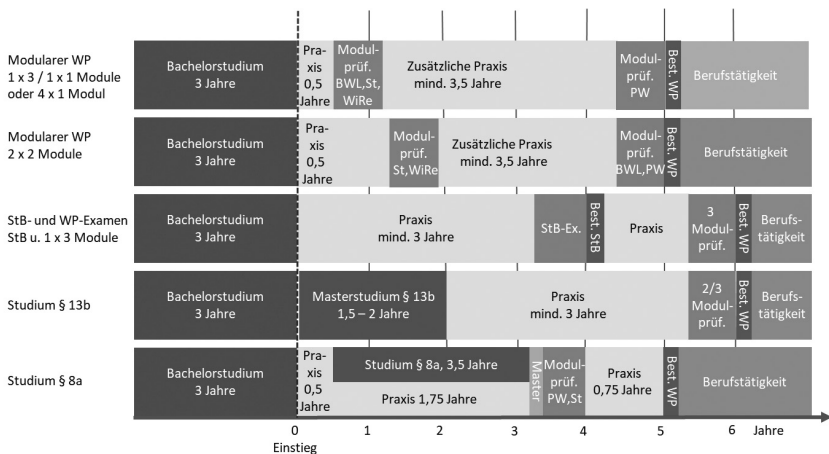 Modularer WP
1 x 3 / 1 x 1 Module
oder 4 x 1 Modul
Bachelorstudium
3 Jahre
Pra-
xis
0,5
Jahre
Modul-
prüf.
BWL,St,
WiRe
Zusätzliche Praxis
mind. 3,5 Jahre
Modul-
prüf.
PW
Best. WP
Berufstätigkeit
Modularer WP
2 x 2 Module
Bachelorstudium
3 Jahre
Pra-
xis
0,5
Jahre
Modul-
prüf.
St,WiRe
Zusätzliche Praxis
mind. 3,5 Jahre
Modul-
prüf.
BWL,PW
Best. WP
Berufstätigkeit
StB- und WP-Examen
StB u. 1 x 3 Module
Bachelorstudium
3 Jahre
Praxis
mind. 3 Jahre
StB-Ex.
Best. StB
Praxis
3
Modul-
prüf.
Best. WP
Berufs-
tätigkeit
Studium § 13b
Bachelorstudium
3 Jahre
Masterstudium § 13b
1,5 – 2 Jahre
Praxis
mind. 3 Jahre
2/3
Modul-
prüf.
Best. WP
Berufs-
tätigkeit
Studium § 8a
Bachelorstudium
3 Jahre
Pra-
xis
0,5
Jahre
Studium § 8a, 3,5 Jahre
Praxis 1,75 Jahre
Master
Modul-
prüf.
PW,St
Praxis
0,75 Jahre
Best. WP
Berufstätigkeit
0 1 2 3 4 5 6 Jahre
Einstieg